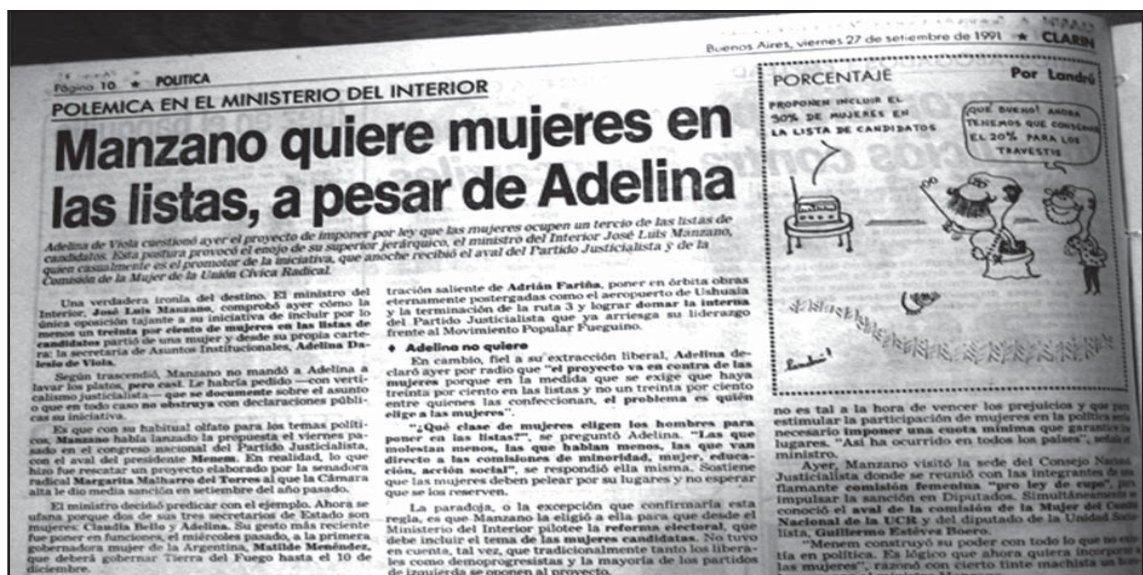 Página 10 ★ POLITICA
Buenos Aires, viernes 27 de setiembre de 1991 ★ CLARIN
POLEMICA EN EL MINISTERIO DEL INTERIOR
Manzano quiere mujeres en
las listas, a pesar de Adelina
Adelina de Viola cuestionó ayer el proyecto de imponer por ley que las mujeres ocupen un tercio de las listas de
candidatos. Esta postura provocó el enojo de su superior jerárquico, el ministro del Interior José Luis Manzano,
quien casualmente es el promotor de la iniciativa, que anoche recibió el aval del Partido Justicialista y de la
Comisión de la Mujer de la Unión Cívica Radical.
Una verdadera ironía del destino. El ministro del
Interior, José Luis Manzano, comprobó ayer cómo la
única oposición tajante a su iniciativa de incluir por lo
menos un treinta por ciento de mujeres en las listas de
candidatos partió de una mujer y desde su propia carte-
ra: la secretaria de Asuntos Institucionales, Adelina Da-
lesio de Viola.
Según trascendió, Manzano no mandó a Adelina a
lavar los platos, pero casi. Le habría pedido —con verti-
calismo justicialista— que se documente sobre el asunto
o que en todo caso no obstruya con declaraciones públi-
cas su iniciativa.
Es que con su habitual olfato para los temas políti-
cos, Manzano había lanzado la propuesta el viernes pa-
sado en el congreso nacional del Partido Justicialista,
con el aval del presidente Menem. En realidad, lo que
hizo fue rescatar un proyecto elaborado por la senadora
radical Margarita Malharro del Torres al que la Cámara
alta le dio media sanción en setiembre del año pasado.
El ministro decidió predicar con el ejemplo. Ahora se
ufana porque dos de sus tres secretarios de Estado son
mujeres: Claudia Bello y Adelina. Su gesto más reciente
fue poner en funciones, el miércoles pasado, a la primera
gobernadora mujer de la Argentina, Matilde Menéndez,
que deberá gobernar Tierra del Fuego hasta el 10 de
diciembre.
tración saliente de Adrián Fariña, poner en órbita obras
eternamente postergadas como el aeropuerto de Ushuaia
y la terminación de la ruta 3 y lograr domar la interna
del Partido Justicialista que ya arriesga su liderazgo
frente al Movimiento Popular Fueguino.
♦ Adelina no quiere
En cambio, fiel a su extracción liberal, Adelina de-
claró ayer por radio que "el proyecto va en contra de las
mujeres porque en la medida que se exige que haya
treinta por ciento en las listas y no un treinta por ciento
entre quienes las confeccionan, el problema es quién
elige a las mujeres".
"¿Qué clase de mujeres eligen los hombres para
poner en las listas?", se preguntó Adelina. "Las que
molestan menos, las que hablan menos, las que van
directo a las comisiones de minoridad, mujer, educa-
ción, acción social", se respondió ella misma. Sostiene
que las mujeres deben pelear por su lugares y no esperar
que se los reserven.
La paradoja, o la excepción que confirmaría esta
regla, es que Manzano la eligió a ella para que desde el
Ministerio del Interior pilotee la reforma electoral, que
debe incluir el tema de las mujeres candidatas. No tuvo
en cuenta, tal vez, que tradicionalmente tanto los libera-
les como demoprogresistas y la mayoría de los partidos
de izquierda se oponen al proyecto.
PORCENTAJE
Por Landrú
PROPONEN INCLUIR EL
30% DE MUJERES EN
LA LISTA DE CANDIDATOS
¡QUÉ BUENO! AHORA
TENEMOS QUE
EL 20% PARA LOS
TRAVESTIS
Landrú
no es tal a la hora de vencer los prejuicios y que para
estimular la participación de mujeres en la política
necesario imponer una cuota mínima que
lugares. "Así ha ocurrido en todos los países",
ministro.
Ayer, Manzano visitó la sede del Consejo
Justicialista donde se reunió con las integrantes de
flamante comisión femenina "pro ley de cupo",
impulsar la sanción en Diputados. Simultáneamente
conoció el aval de la comisión de la Mujer del
Nacional de la UCR y del diputado de la Unidad
lista, Guillermo Estévez Boero.
"Menem construyó su poder con todo lo que no
tía en política. Es lógico que ahora quiera
las mujeres", razonó con cierto tinte machista un